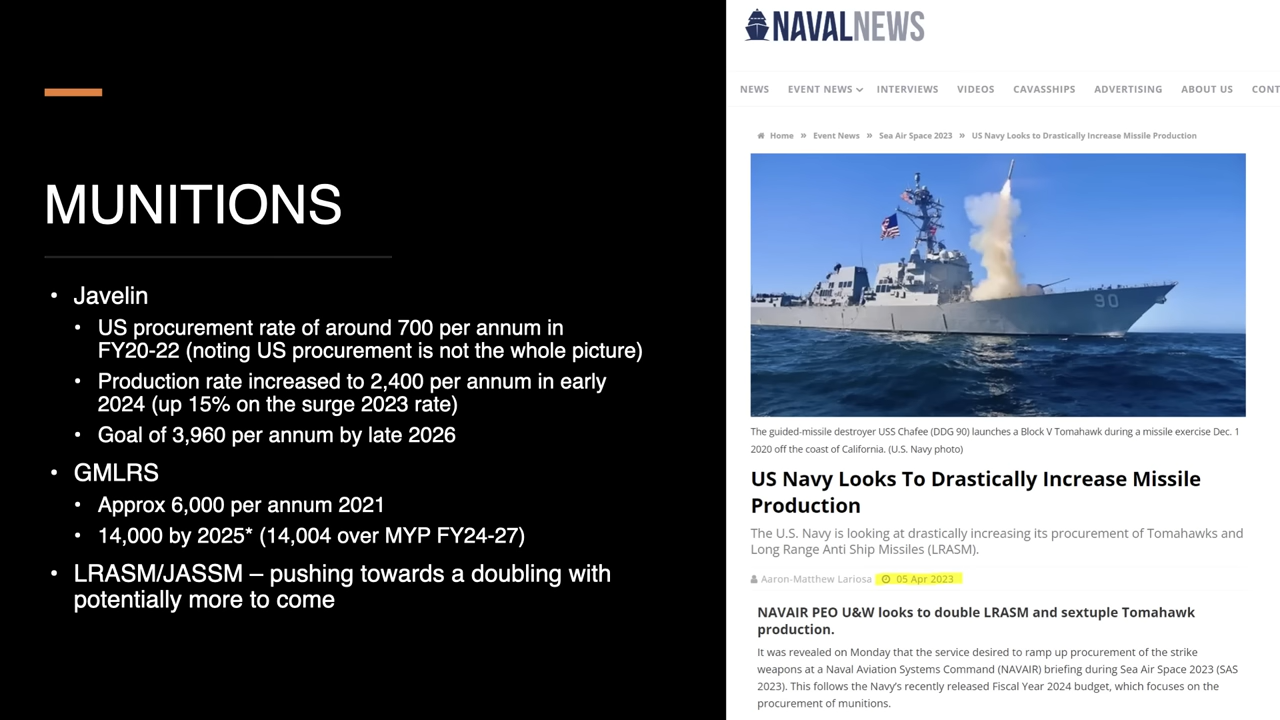 MUNITIONS
• Javelin
• US procurement rate of around 700 per annum in
FY20-22 (noting US procurement is not the whole picture)
• Production rate increased to 2,400 per annum in early
2024 (up 15% on the surge 2023 rate)
• Goal of 3,960 per annum by late 2026
• GMLRS
• Approx 6,000 per annum 2021
• 14,000 by 2025* (14,004 over MYP FY24-27)
• LRASM/JASSM – pushing towards a doubling with
potentially more to come
NAVALNEWS
NEWS EVENT NEWS INTERVIEWS VIDEOS CAVASSHIPS ADVERTISING ABOUT US CONT
Home » Event News » Sea Air Space 2023 » US Navy Looks to Drastically Increase Missile Production
90
The guided-missile destroyer USS Chafee (DDG 90) launches a Block V Tomahawk during a missile exercise Dec. 1
2020 off the coast of California. (U.S. Navy photo)
US Navy Looks To Drastically Increase Missile
Production
The U.S. Navy is looking at drastically increasing its procurement of Tomahawks and
Long Range Anti Ship Missiles (LRASM).
Aaron-Matthew Lariosa 05 Apr 2023
NAVAIR PEO U&W looks to double LRASM and sextuple Tomahawk
production.
It was revealed on Monday that the service desired to ramp up procurement of the strike
weapons at a Naval Aviation Systems Command (NAVAIR) briefing during Sea Air Space 2023 (SAS
2023). This follows the Navy's recently released Fiscal Year 2024 budget, which focuses on the
procurement of munitions.